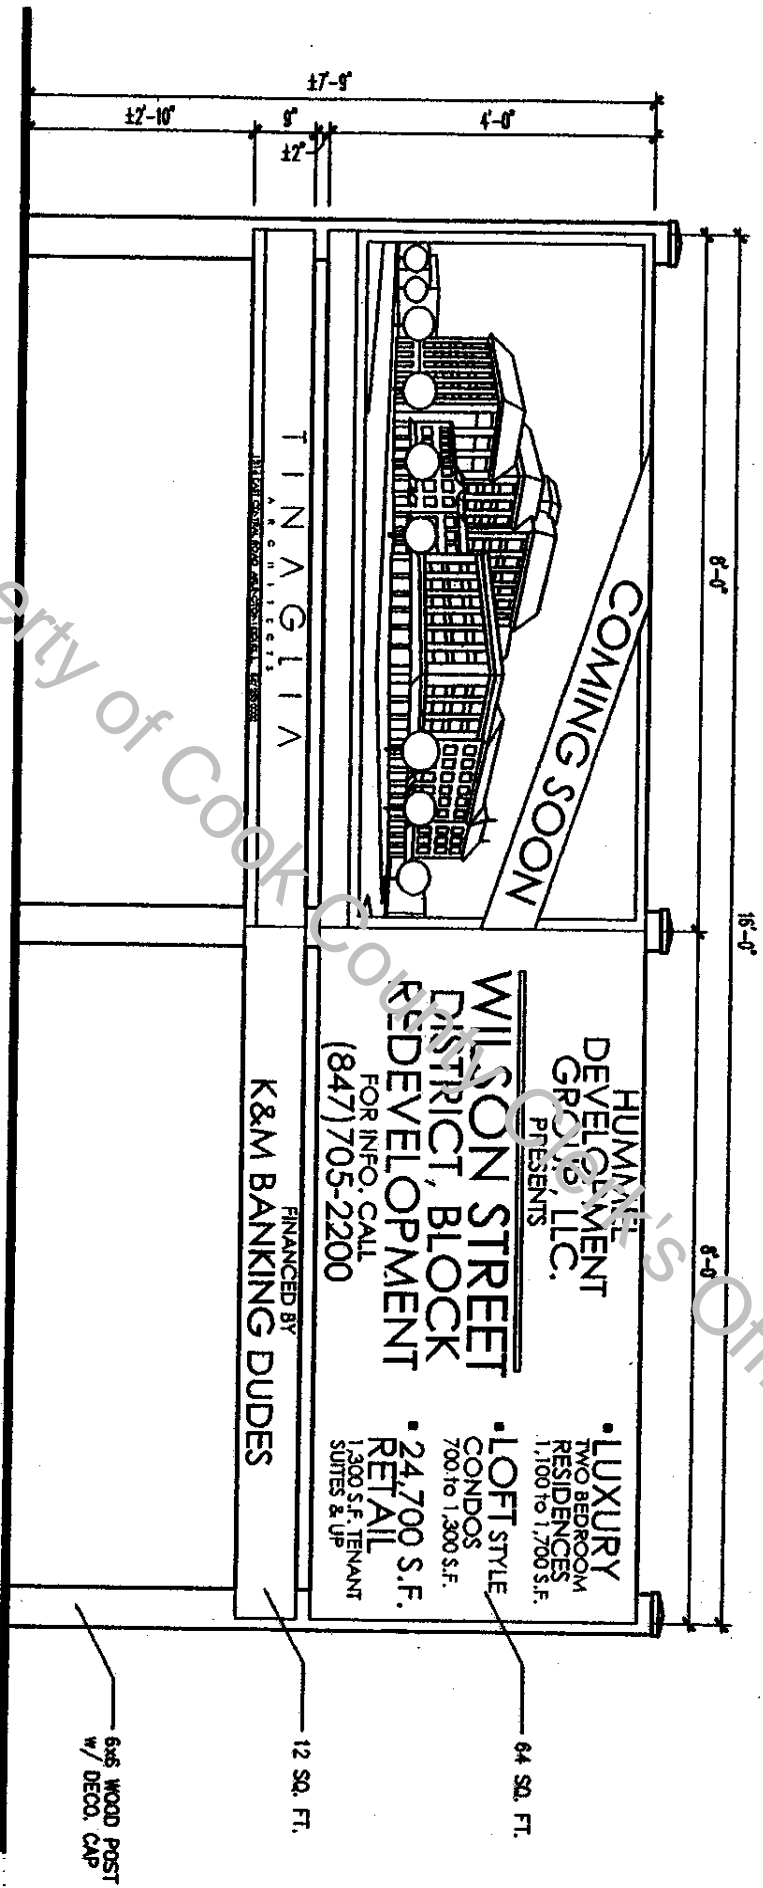 16'-0"
8'-0"
8'-0"
±7'-9"
4'-0"
±2"
9"
±2'-10"
COMING SOON
HUMMEL
DEVELOPMENT
GROUP, LLC.
PRESENTS
WILSON STREET
DISTRICT, BLOCK
REDEVELOPMENT
FOR INFO. CALL
(847)705-2200
▪ LUXURY
TWO BEDROOM
RESIDENCES
1,100 to 1,700 S.F.
▪ LOFT STYLE
CONDOS
700 to 1,300 S.F.
▪ 24,700 S.F.
RETAIL
1,300 S.F. TENANT
SUITES & UP
TINAGLIA
ARCHITECTS
FINANCED BY
K&M BANKING DUDES
64 SQ. FT.
12 SQ. FT.
6x6 WOOD POST
w/ DECO. CAP
erty of Cook County Clerk's Off